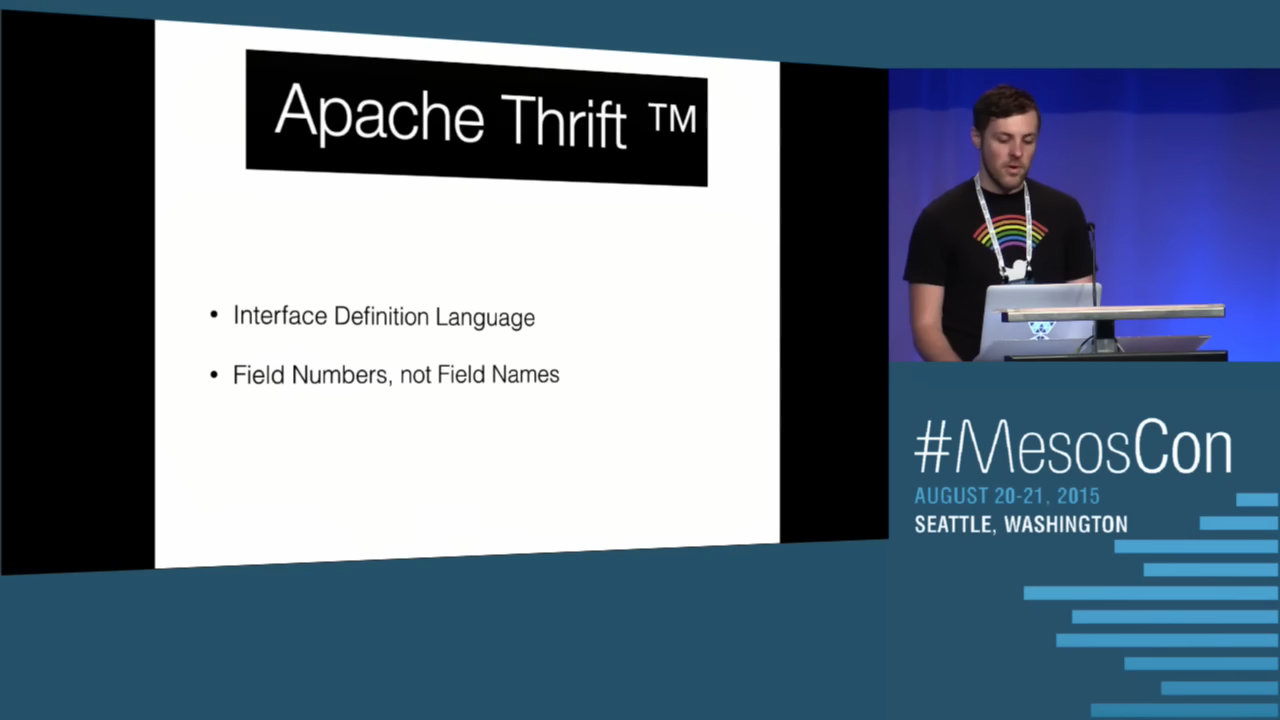 Apache Thrift ™
• Interface Definition Language
• Field Numbers, not Field Names
#MesosCon
AUGUST 20-21, 2015
SEATTLE, WASHINGTON